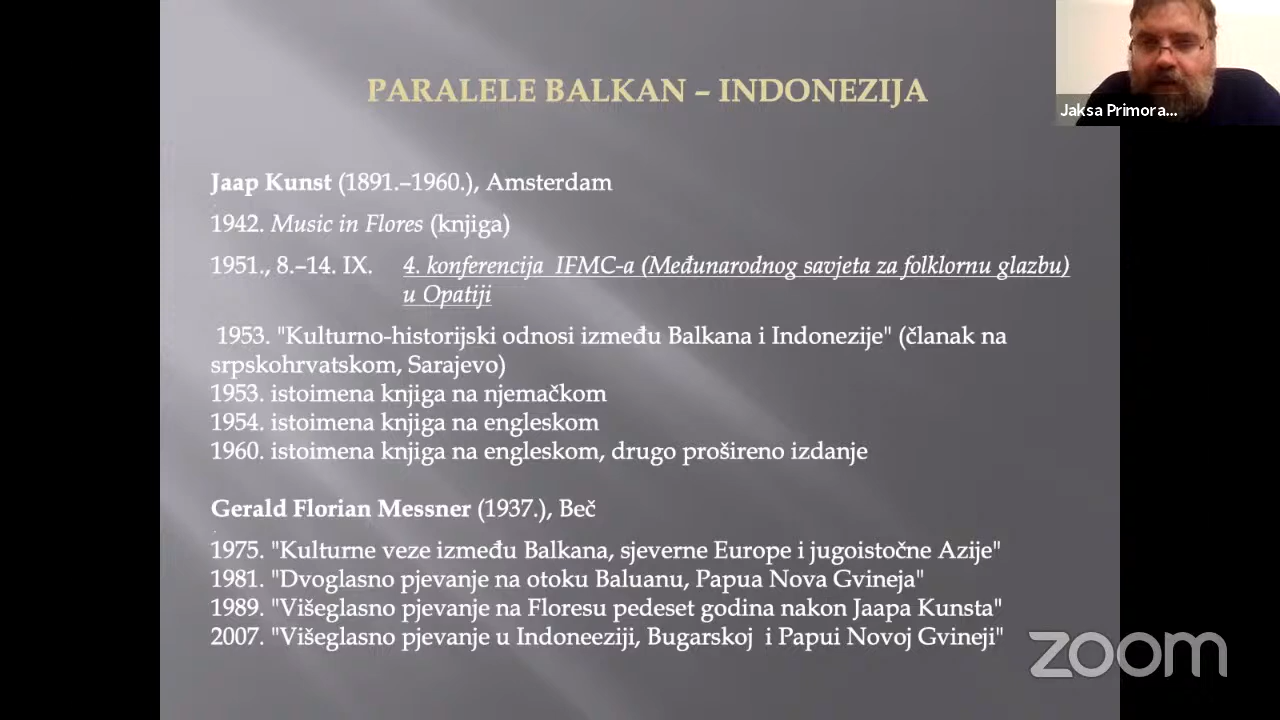 PARALELE BALKAN – INDONEZIJA
Jaksa Primora...
Jaap Kunst (1891.–1960.), Amsterdam
1942. Music in Flores (knjiga)
1951., 8.–14. IX. 4. konferencija IFMC-a (Međunarodnog savjeta za folklornu glazbu)
u Opatiji
1953. "Kulturno-historijski odnosi između Balkana i Indonezije" (članak na
srpskohrvatskom, Sarajevo)
1953. istoimena knjiga na njemačkom
1954. istoimena knjiga na engleskom
1960. istoimena knjiga na engleskom, drugo prošireno izdanje
Gerald Florian Messner (1937.), Beč
1975. "Kulturne veze između Balkana, sjeverne Europe i jugoistočne Azije"
1981. "Dvoglasno pjevanje na otoku Baluanu, Papua Nova Gvineja"
1989. "Višeglasno pjevanje na Floresu pedeset godina nakon Jaapa Kunsta"
2007. "Višeglasno pjevanje u Indoneeziji, Bugarskoj i Papui Novoj Gvineji"
zoom